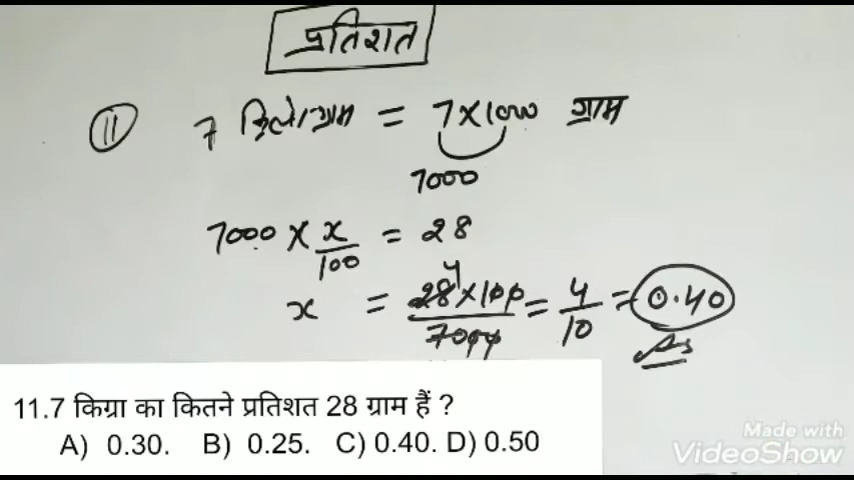 प्रतिशत
11 7 किलोग्राम = 7×1000 ग्राम
7000
7000 × x/100 = 28
x = 28 4 ×100/7000 = 4/10 = 0.40
Ans
11.7 किग्रा का कितने प्रतिशत 28 ग्राम हैं ?
A) 0.30. B) 0.25. C) 0.40. D) 0.50
Made with
VideoShow